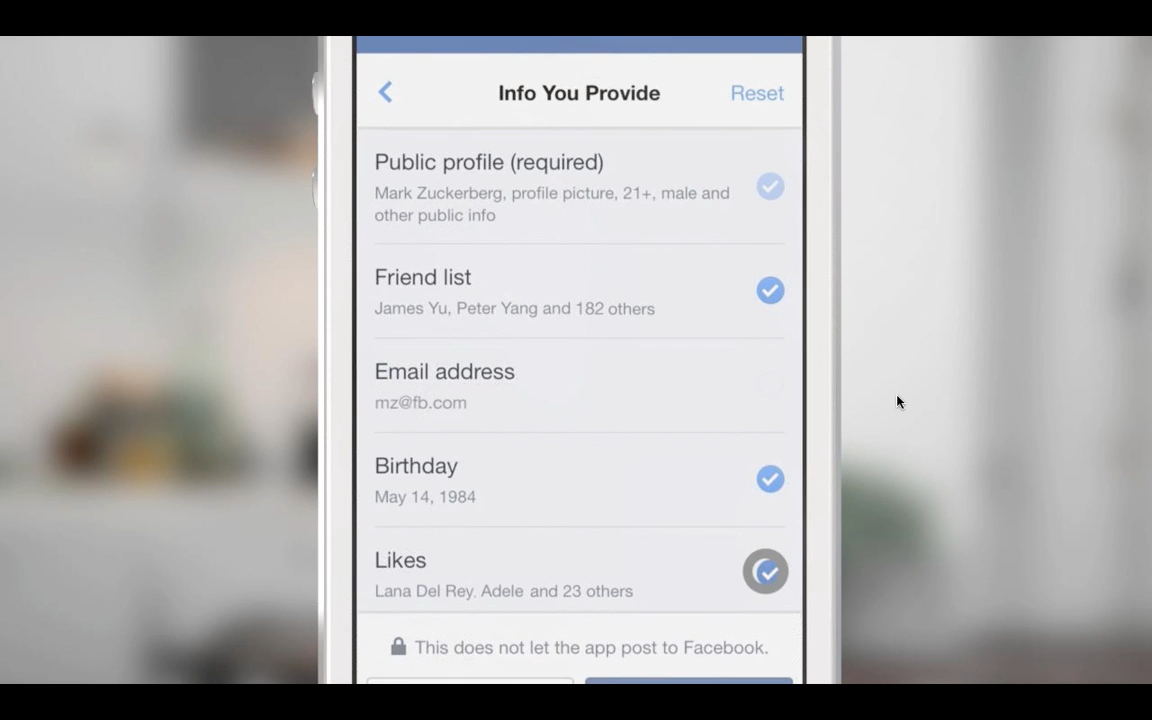 Info You Provide
Reset
Public profile (required)
Mark Zuckerberg, profile picture, 21+, male and
other public info
Friend list
James Yu, Peter Yang and 182 others
Email address
mz@fb.com
Birthday
May 14, 1984
Likes
Lana Del Rey, Adele and 23 others
This does not let the app post to Facebook.